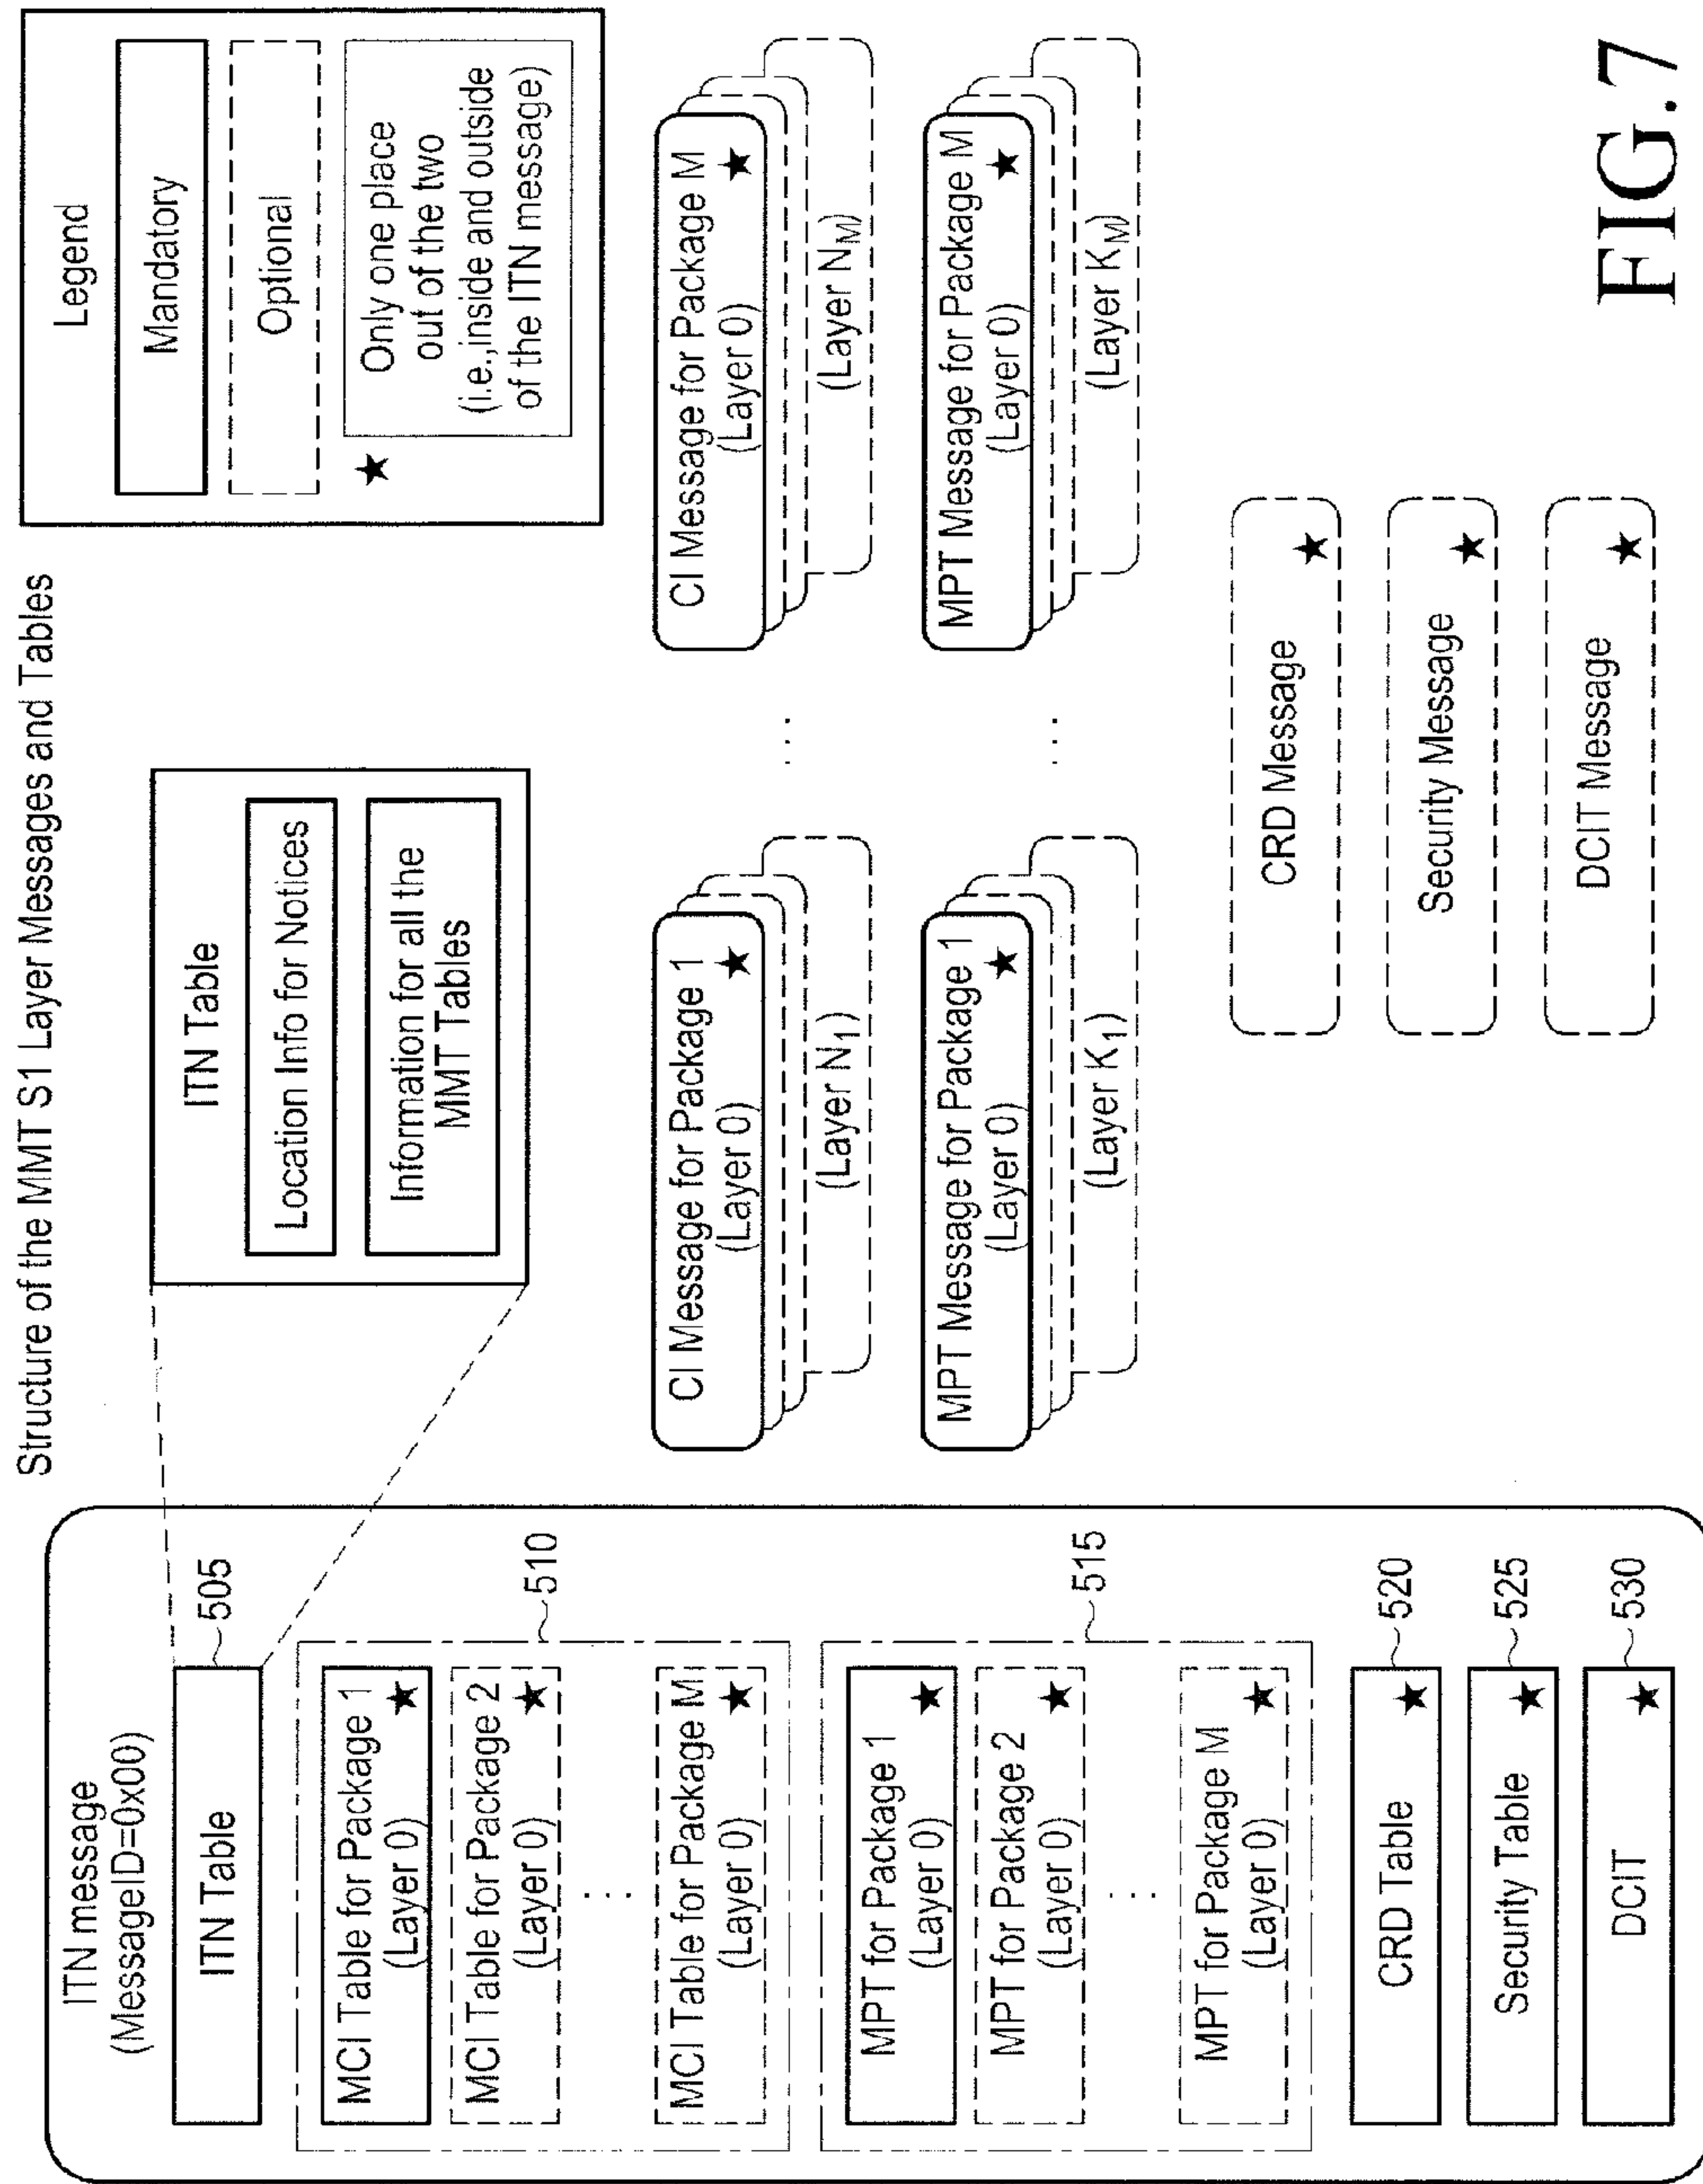 Structure of the MMT S1 Layer Messages and Tables
ITN message
(MessageID=0x00)
ITN Table
505
MCI Table for Package 1
(Layer 0)
★
MCI Table for Package 2
(Layer 0)
★
...
MCI Table for Package M
(Layer 0)
★
510
MPT for Package 1
(Layer 0)
★
MPT for Package 2
(Layer 0)
★
...
MPT for Package M
(Layer 0)
★
515
CRD Table
★
520
Security Table
★
525
DCIT
★
530
ITN Table
Location Info for Notices
Information for all the
MMT Tables
Legend
Mandatory
Optional
★
Only one place
out of the two
(i.e.,inside and outside
of the ITN message)
CI Message for Package 1
(Layer 0)
★
(Layer N1)
...
CI Message for Package M
(Layer 0)
★
(Layer NM)
MPT Message for Package 1
(Layer 0)
★
(Layer K1)
...
MPT Message for Package M
(Layer 0)
★
(Layer KM)
CRD Message
★
Security Message
★
DCIT Message
★
FIG.7